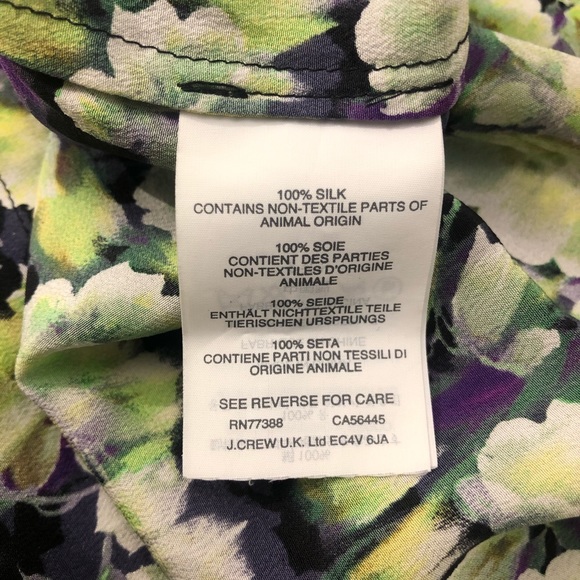 100% SILK
CONTAINS NON-TEXTILE PARTS OF
ANIMAL ORIGIN
100% SOIE
CONTIENT DES PARTIES
NON-TEXTILES D'ORIGINE
ANIMALE
100% SEIDE
ENTHÄLT NICHTTEXTILE TEILE
TIERISCHEN URSPRUNGS
100% SETA
CONTIENE PARTI NON TESSILI DI
ORIGINE ANIMALE
SEE REVERSE FOR CARE
RN77388 CA56445
J.CREW U.K. Ltd EC4V 6JA